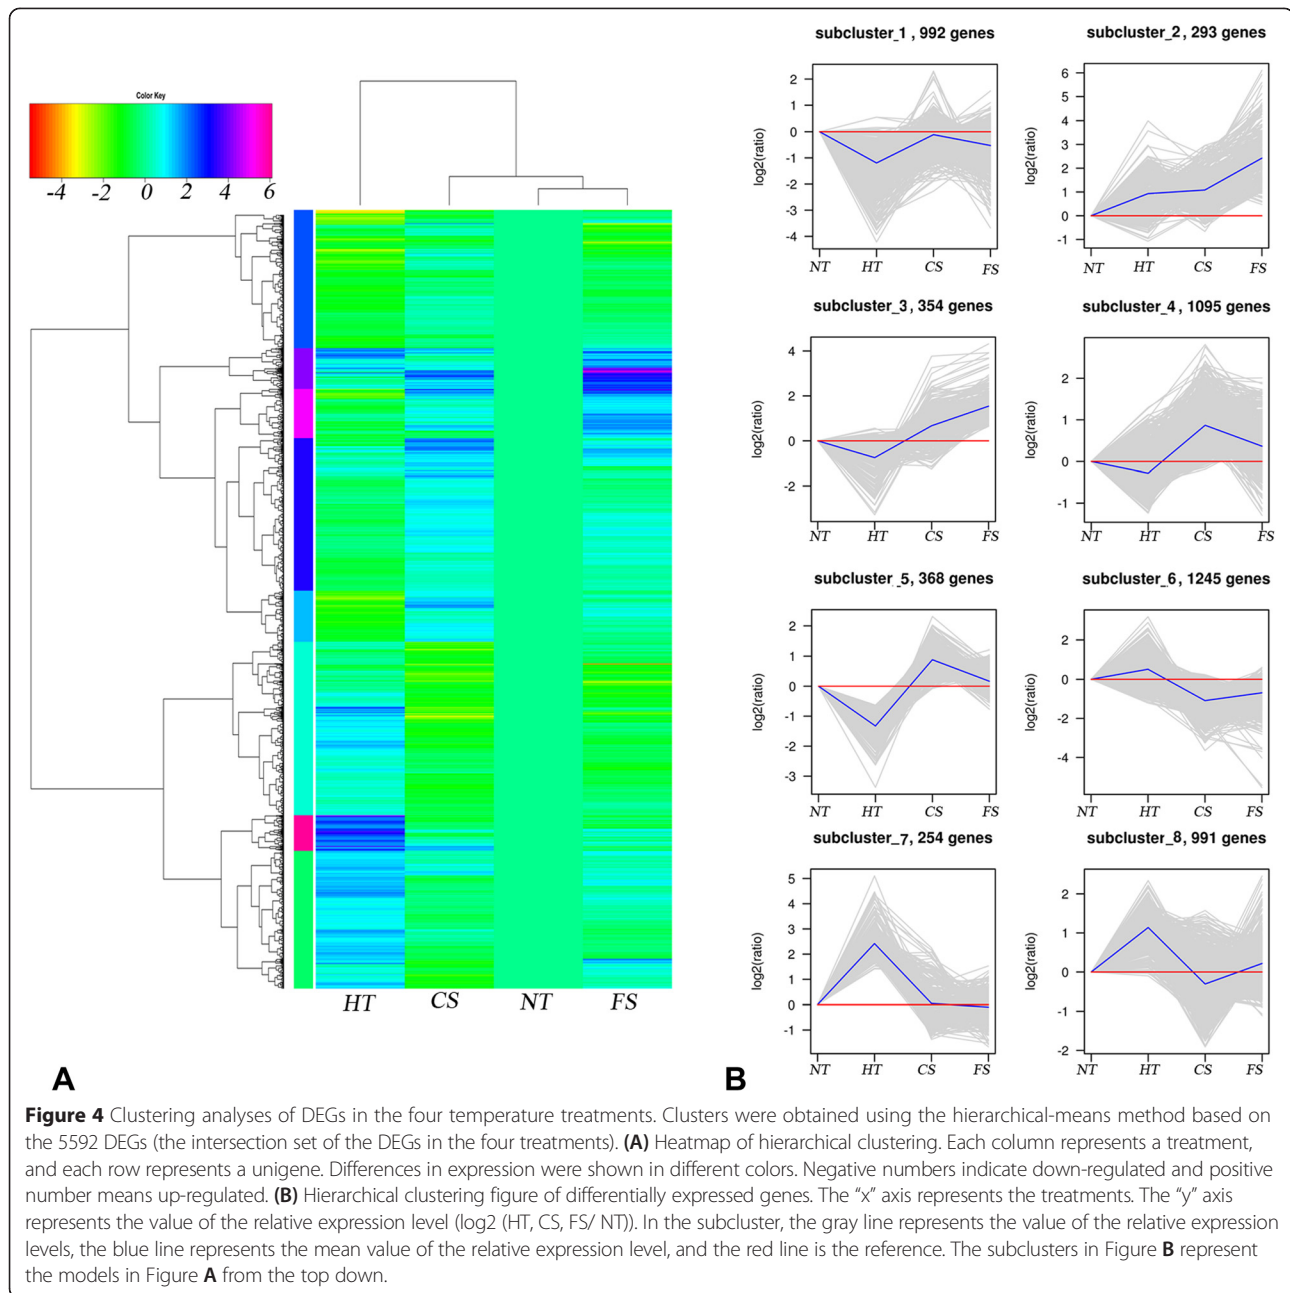 Color Key
-4 -2 0 2 4 6
HT CS NT FS
A
subcluster_1 , 992 genes
log2(ratio)
2
1
0
-1
-2
-3
-4
NT HT CS FS
subcluster_2 , 293 genes
log2(ratio)
6
5
4
3
2
1
0
-1
NT HT CS FS
subcluster_3 , 354 genes
log2(ratio)
4
2
0
-2
NT HT CS FS
subcluster_4 , 1095 genes
log2(ratio)
2
1
0
-1
NT HT CS FS
subcluster_5, 368 genes
log2(ratio)
2
1
0
-1
-2
-3
NT HT CS FS
subcluster_6, 1245 genes
log2(ratio)
2
0
-2
-4
NT HT CS FS
subcluster_7, 254 genes
log2(ratio)
5
4
3
2
1
0
-1
NT HT CS FS
subcluster_8, 991 genes
log2(ratio)
2
1
0
-1
-2
NT HT CS FS
B
Figure 4 Clustering analyses of DEGs in the four temperature treatments. Clusters were obtained using the hierarchical-means method based on
the 5592 DEGs (the intersection set of the DEGs in the four treatments). (A) Heatmap of hierarchical clustering. Each column represents a treatment,
and each row represents a unigene. Differences in expression were shown in different colors. Negative numbers indicate down-regulated and positive
number means up-regulated. (B) Hierarchical clustering figure of differentially expressed genes. The “x” axis represents the treatments. The “y” axis
represents the value of the relative expression level (log2 (HT, CS, FS/ NT)). In the subcluster, the gray line represents the value of the relative expression
levels, the blue line represents the mean value of the relative expression level, and the red line is the reference. The subclusters in Figure B represent
the models in Figure A from the top down.